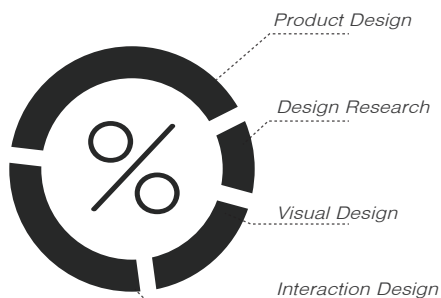 Product Design
Design Research
%
Visual Design
Interaction Design